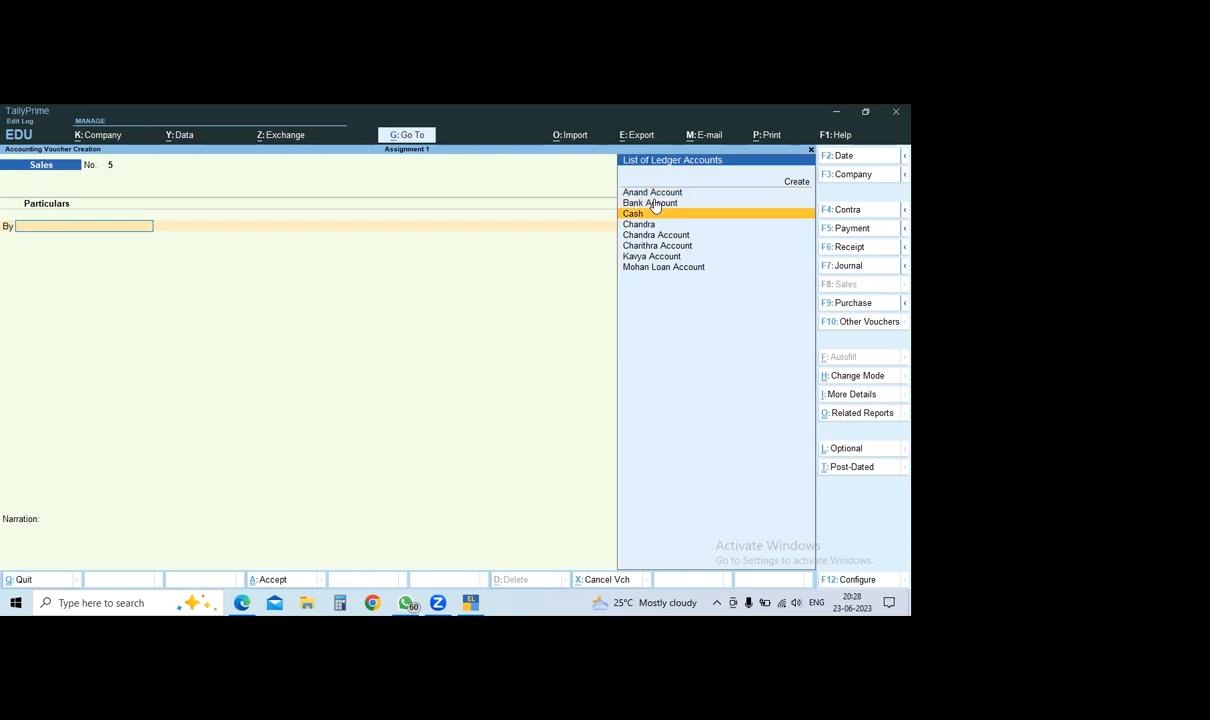 TallyPrime
Edit Log
EDU
MANAGE
K: Company
Y: Data
Z: Exchange
G: Go To
O: Import
E: Export
M: E-mail
P: Print
F1: Help
Accounting Voucher Creation
Assignment 1
Sales
No. 5
Particulars
By
List of Ledger Accounts
Create
Anand Account
Bank Account
Cash
Chandra
Chandra Account
Charithra Account
Kavya Account
Mohan Loan Account
F2: Date
F3: Company
F4: Contra
F5: Payment
F6: Receipt
F7: Journal
F8: Sales
F9: Purchase
F10: Other Vouchers
F: Autofill
H: Change Mode
I: More Details
O: Related Reports
L: Optional
T: Post-Dated
Narration:
Activate Windows
Go to Settings to activate Windows.
Q: Quit
A: Accept
D: Delete
X: Cancel Vch
F12: Configure
Type here to search
60
EL
25°C Mostly cloudy
ENG
20:28
23-06-2023